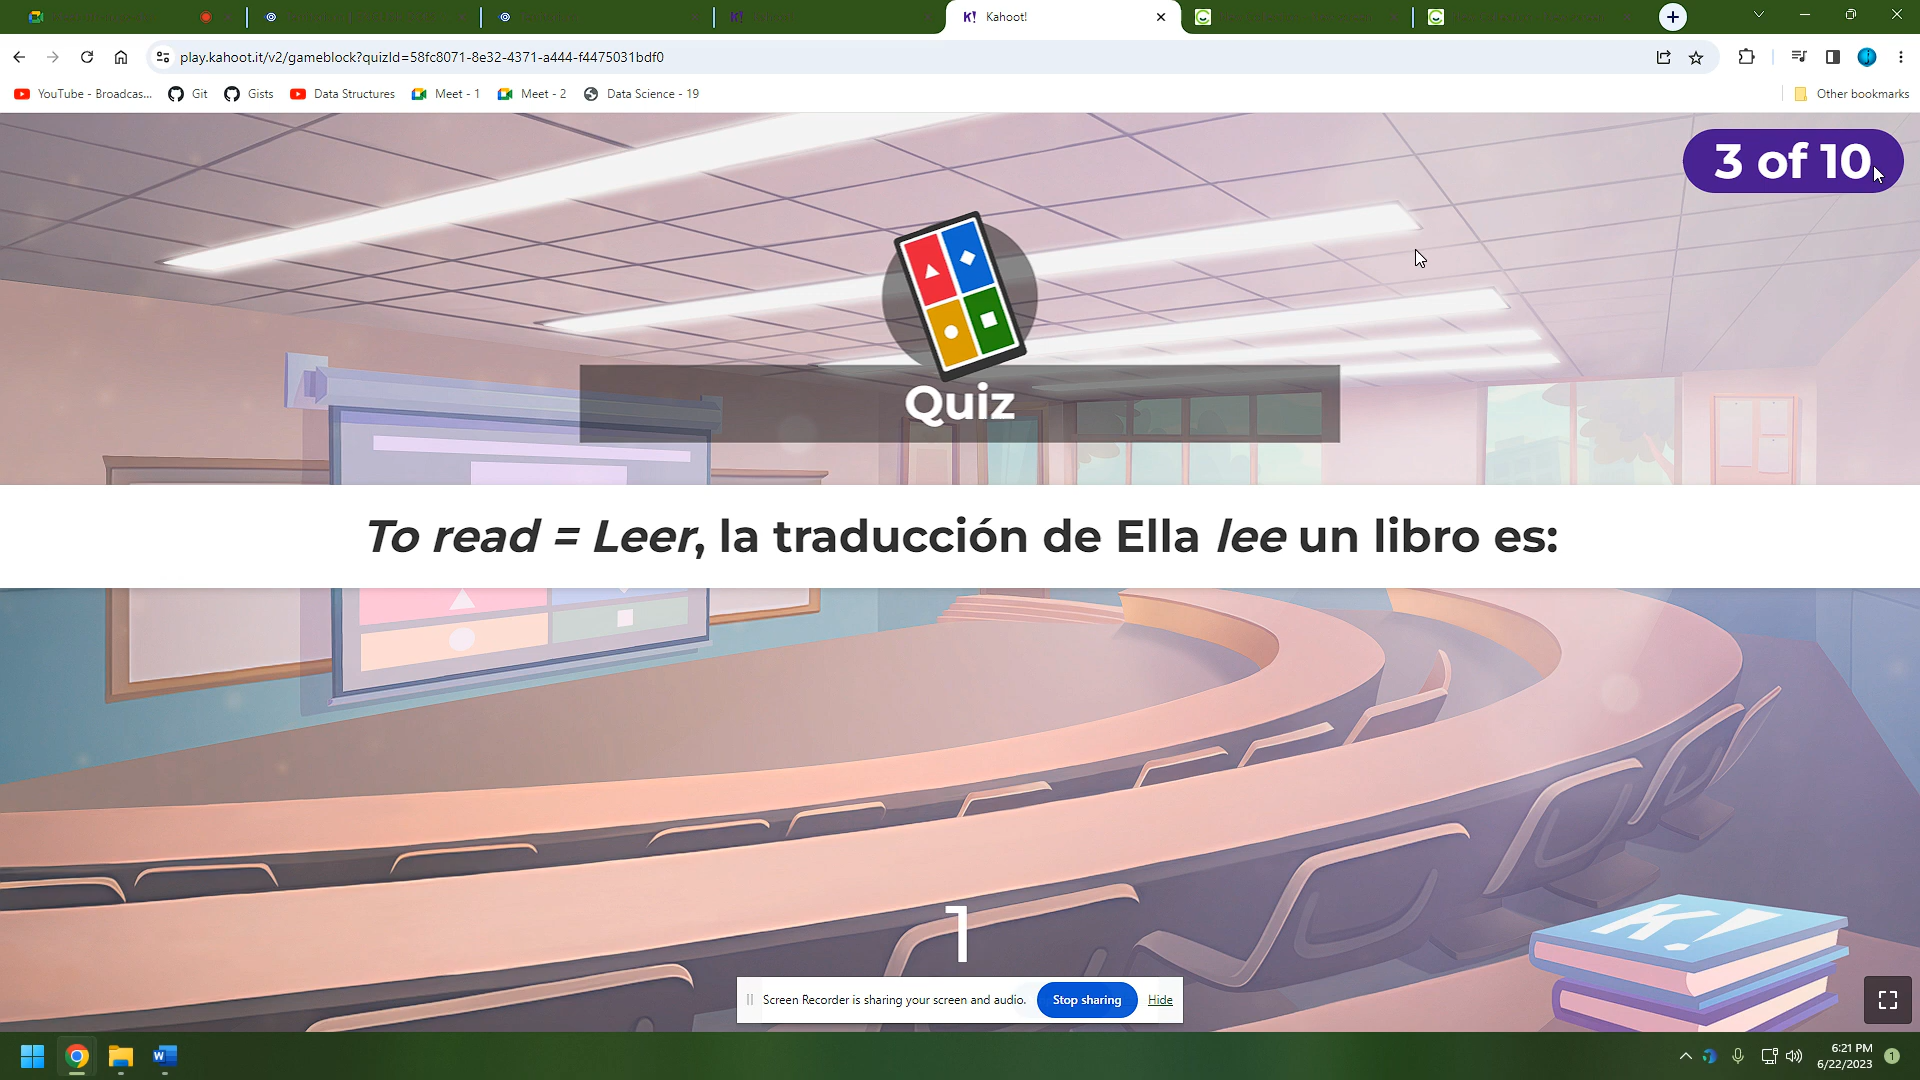 Kahoot!
play.kahoot.it/v2/gameblock?quizId=58fc8071-8e32-4371-a444-f4475031bdf0
YouTube - Broadcas... Git Gists Data Structures Meet - 1 Meet - 2 Data Science - 19 Other bookmarks
3 of 10
Quiz
To read = Leer, la traducción de Ella lee un libro es:
K!
1
Screen Recorder is sharing your screen and audio. Stop sharing Hide
6:21 PM
6/22/2023
1